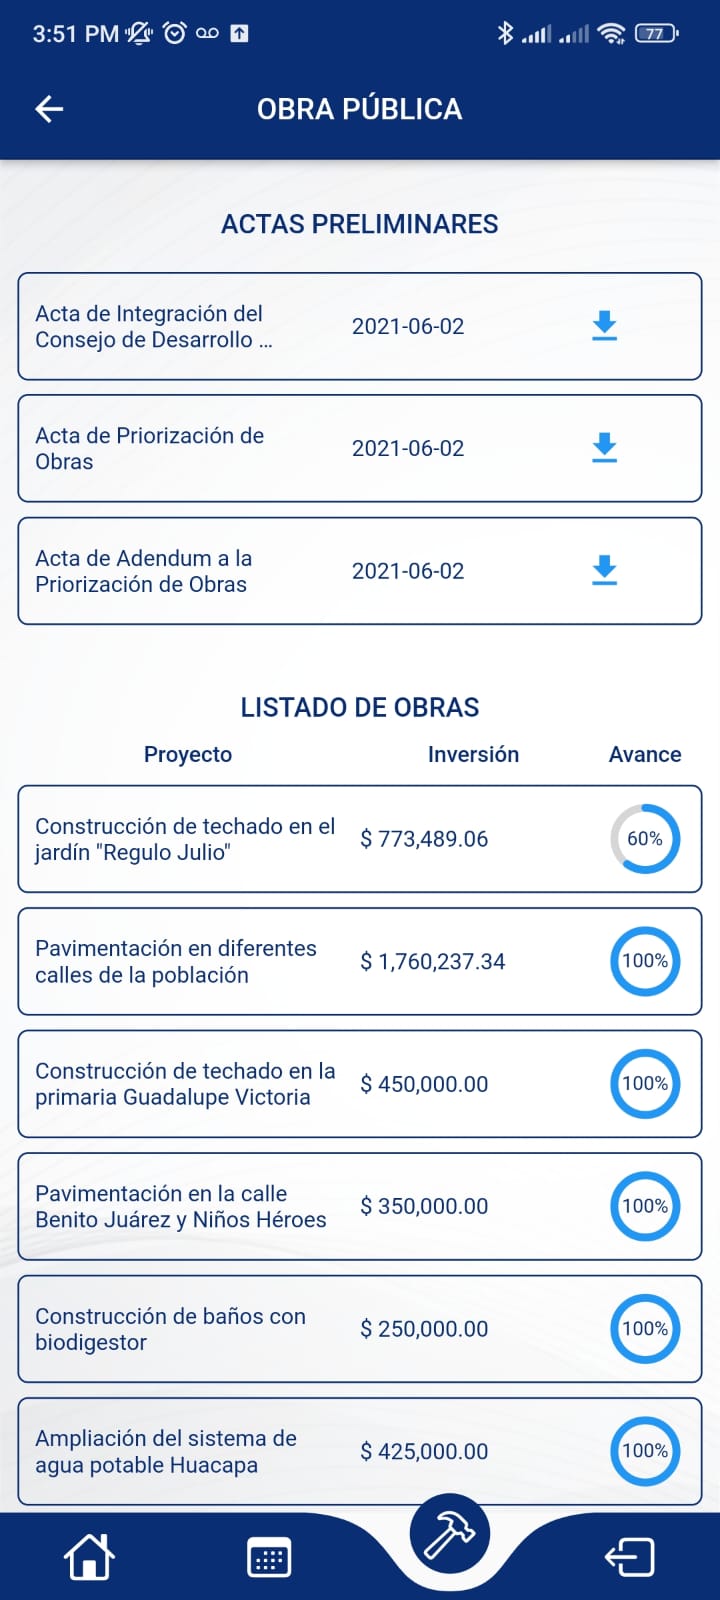 3:51 PM
77
OBRA PÚBLICA
ACTAS PRELIMINARES
Acta de Integración del
Consejo de Desarrollo ...
2021-06-02
Acta de Priorización de
Obras
2021-06-02
Acta de Adendum a la
Priorización de Obras
2021-06-02
LISTADO DE OBRAS
Proyecto Inversión Avance
Construcción de techado en el
jardín "Regulo Julio"
$ 773,489.06
60%
Pavimentación en diferentes
calles de la población
$ 1,760,237.34
100%
Construcción de techado en la
primaria Guadalupe Victoria
$ 450,000.00
100%
Pavimentación en la calle
Benito Juárez y Niños Héroes
$ 350,000.00
100%
Construcción de baños con
biodigestor
$ 250,000.00
100%
Ampliación del sistema de
agua potable Huacapa
$ 425,000.00
100%